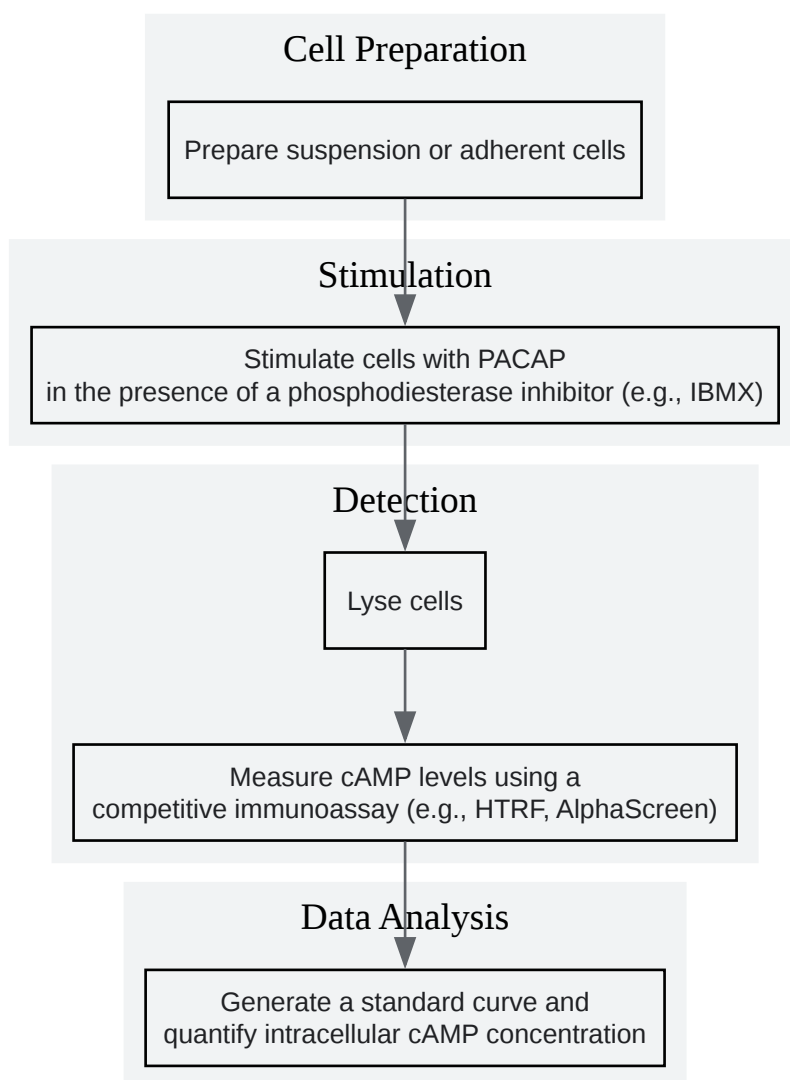 Cell Preparation
Prepare suspension or adherent cells
Stimulation
Stimulate cells with PACAP
in the presence of a phosphodiesterase inhibitor (e.g., IBMX)
Detection
Lyse cells
Measure cAMP levels using a
competitive immunoassay (e.g., HTRF, AlphaScreen)
Data Analysis
Generate a standard curve and
quantify intracellular cAMP concentration